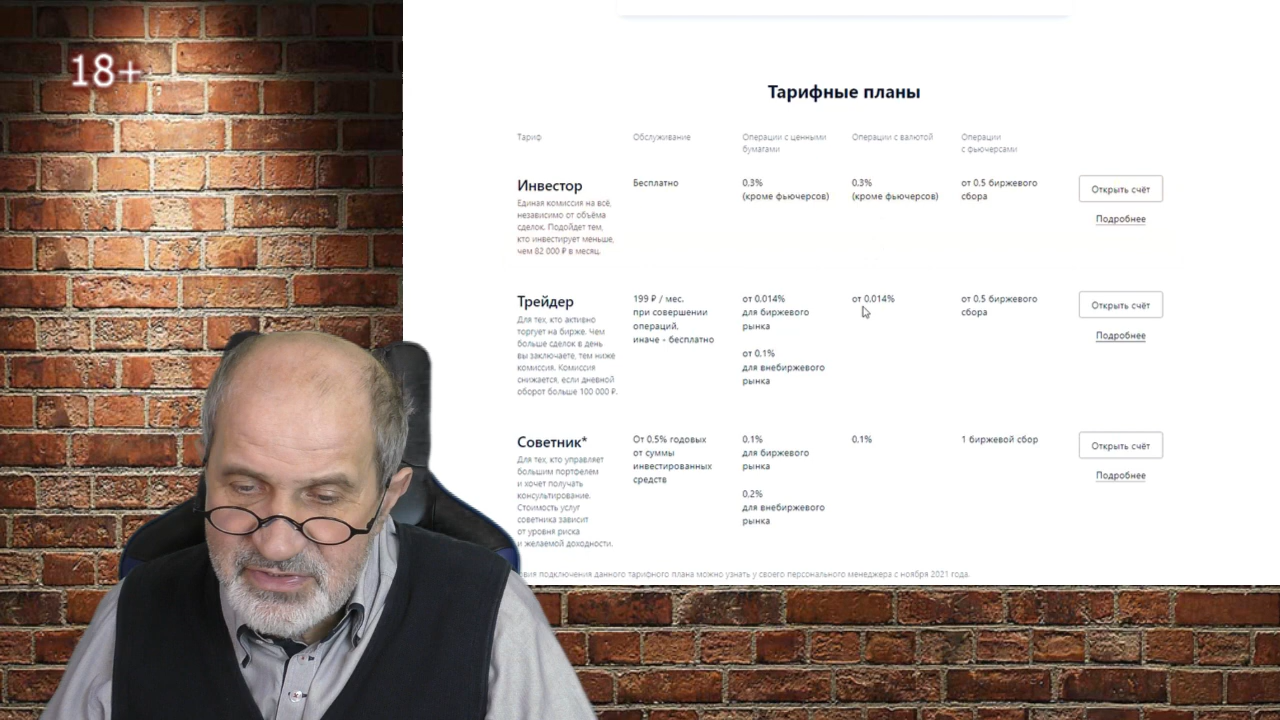 18+
Тарифные планы
Тариф
Обслуживание
Операции с ценными
бумагами
Операции с валютой
Операции
с фьючерсами
Инвестор
Единая комиссия на всё,
независимо от объёма
сделок. Подойдет тем,
кто инвестирует меньше,
чем 82 000 ₽ в месяц.
Бесплатно
0.3%
(кроме фьючерсов)
0.3%
(кроме фьючерсов)
от 0.5 биржевого
сбора
Открыть счёт
Подробнее
Трейдер
Для тех, кто активно
торгует на бирже. Чем
больше сделок в день
вы заключаете, тем ниже
комиссия. Комиссия
снижается, если дневной
оборот больше 100 000 ₽.
199 ₽ / мес.
при совершении
операций.
иначе - бесплатно
от 0.014%
для биржевого
рынка
от 0.1%
для внебиржевого
рынка
от 0.014%
от 0.5 биржевого
сбора
Открыть счёт
Подробнее
Советник*
Для тех, кто управляет
большим портфелем
и хочет получать
консультирование.
Стоимость услуг
советника зависит
от уровня риска
и желаемой доходности.
От 0.5% годовых
от суммы
инвестированных
средств
0.1%
для биржевого
рынка
0.2%
для внебиржевого
рынка
0.1%
1 биржевой сбор
Открыть счёт
Подробнее
подключения данного тарифного плана можно узнать у своего персонального менеджера с ноября 2021 года.